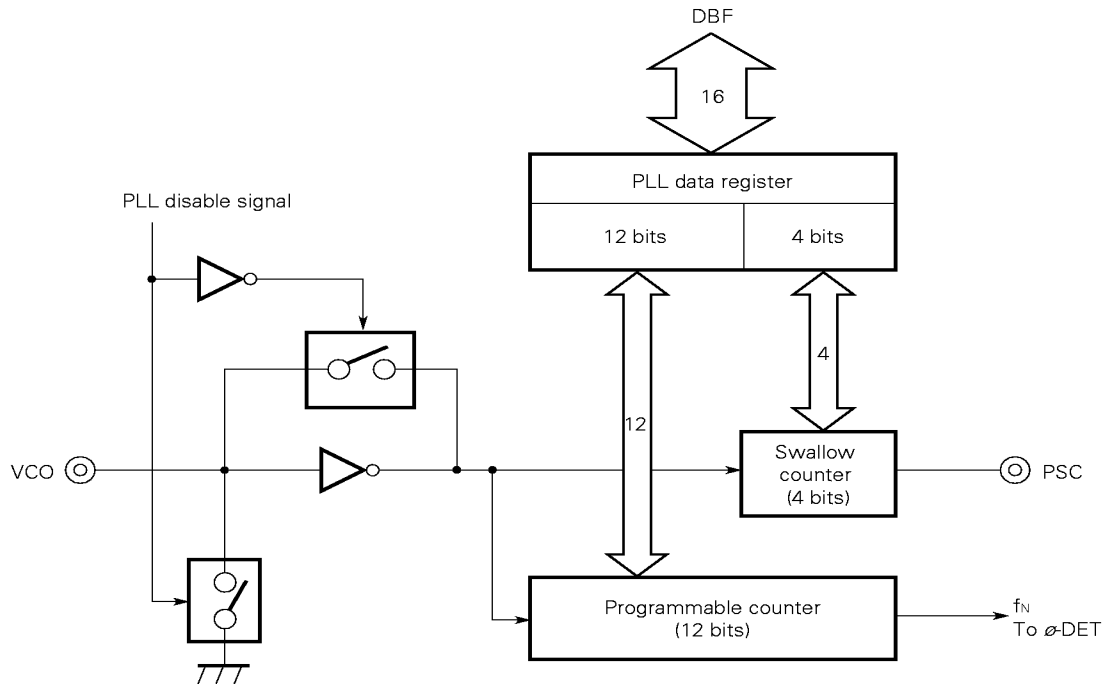 DBF
16
PLL data register
12 bits
4 bits
PLL disable signal
4
12
VCO
Swallow
counter
(4 bits)
PSC
Programmable counter
(12 bits)
fN
To ø-DET